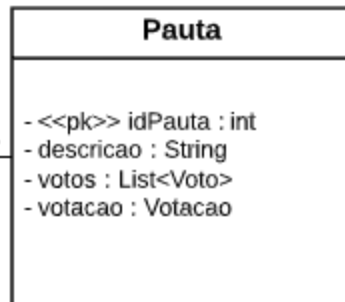 Pauta
- <<pk>> idPauta : int
- descricao : String
- votos : List<Voto>
- votacao : Votacao